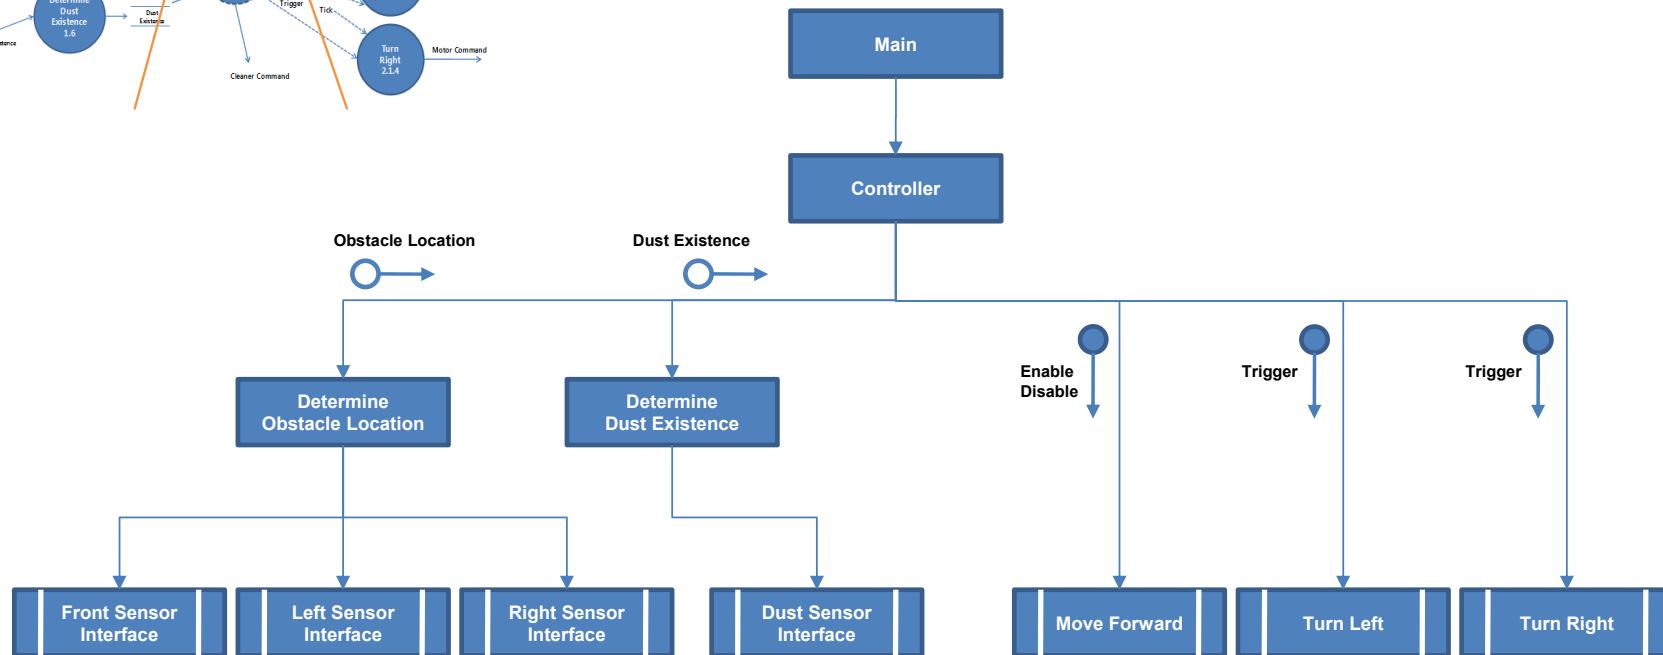 Determine
Dust
Existence
1.6
Dust
Existence
Trigger
Tick
Cleaner Command
Turn
Right
2.1.4
Motor Command
Main
Controller
Obstacle Location
Dust Existence
Enable
Disable
Trigger
Trigger
Determine
Obstacle Location
Determine
Dust Existence
Front Sensor
Interface
Left Sensor
Interface
Right Sensor
Interface
Dust Sensor
Interface
Move Forward
Turn Left
Turn Right